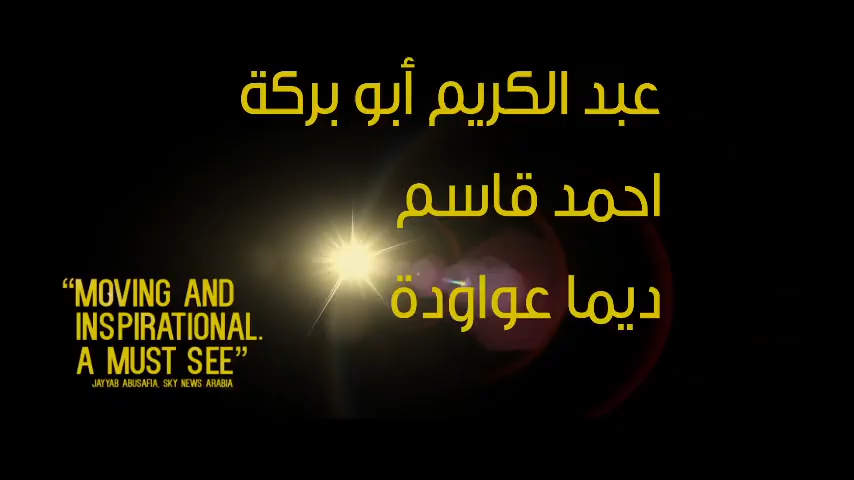 عبد الكريم أبو بركة
احمد قاسم
ديما عواودة
“MOVING AND
INSPIRATIONAL.
A MUST SEE”
JAYYAB ABUSAFIA, SKY NEWS ARABIA